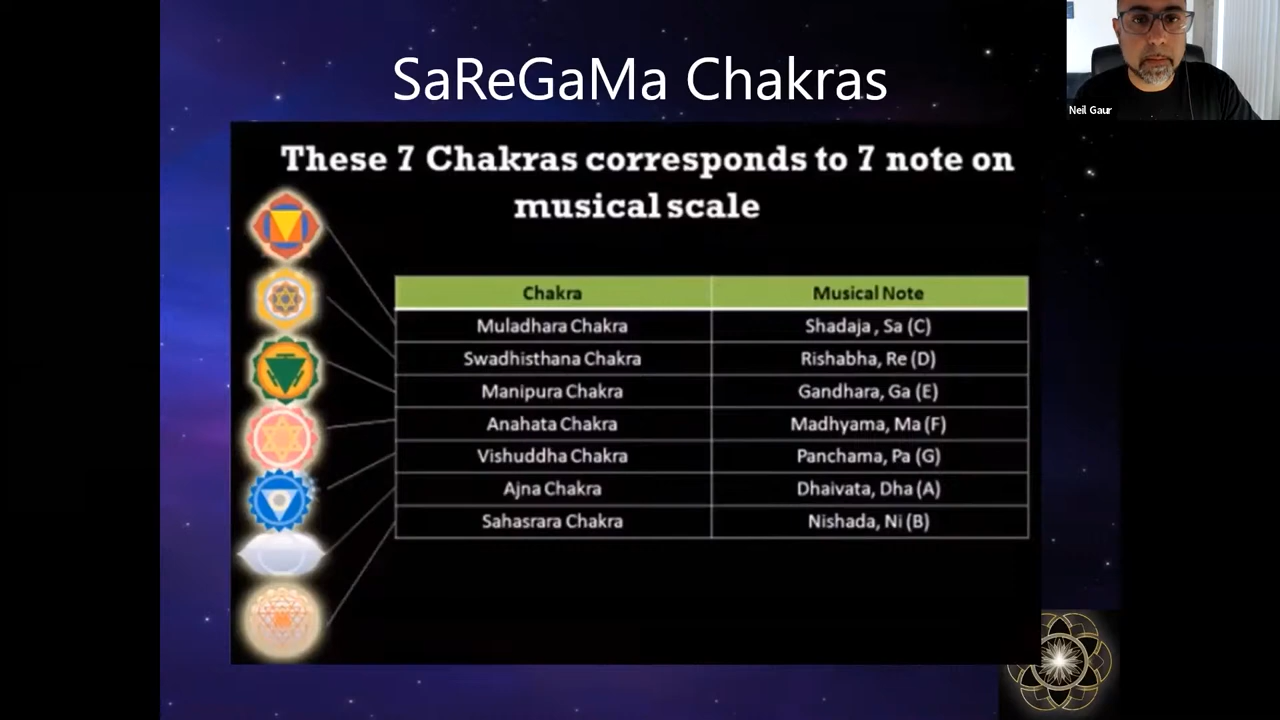 SaReGaMa Chakras
Neil Gaur
These 7 Chakras corresponds to 7 note on
musical scale
Chakra Musical Note
Muladhara Chakra Shadaja , Sa (C)
Swadhisthana Chakra Rishabha, Re (D)
Manipura Chakra Gandhara, Ga (E)
Anahata Chakra Madhyama, Ma (F)
Vishuddha Chakra Panchama, Pa (G)
Ajna Chakra Dhaivata, Dha (A)
Sahasrara Chakra Nishada, Ni (B)